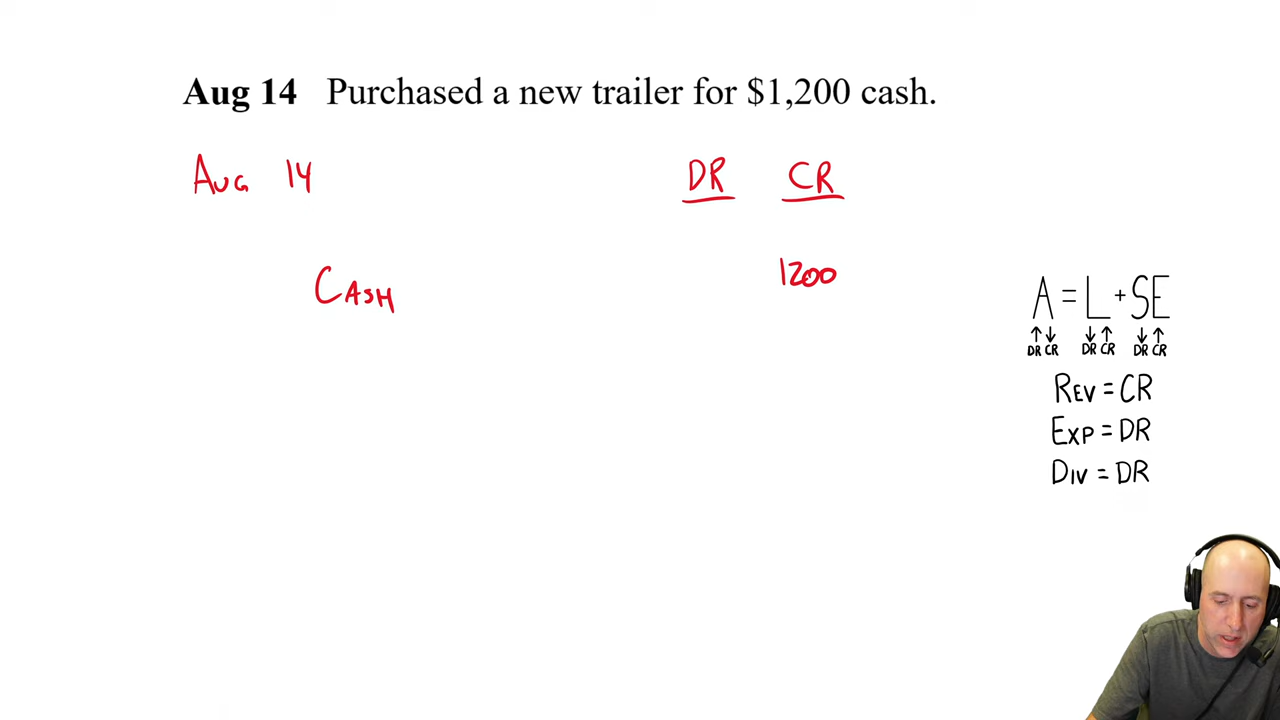 Aug 14 Purchased a new trailer for $1,200 cash.
AUG 14 DR CR
CASH 1200
A = L + SE
↑ ↓ ↓ ↑ ↓ ↑
DR CR DR CR DR CR
REV = CR
EXP = DR
DIV = DR